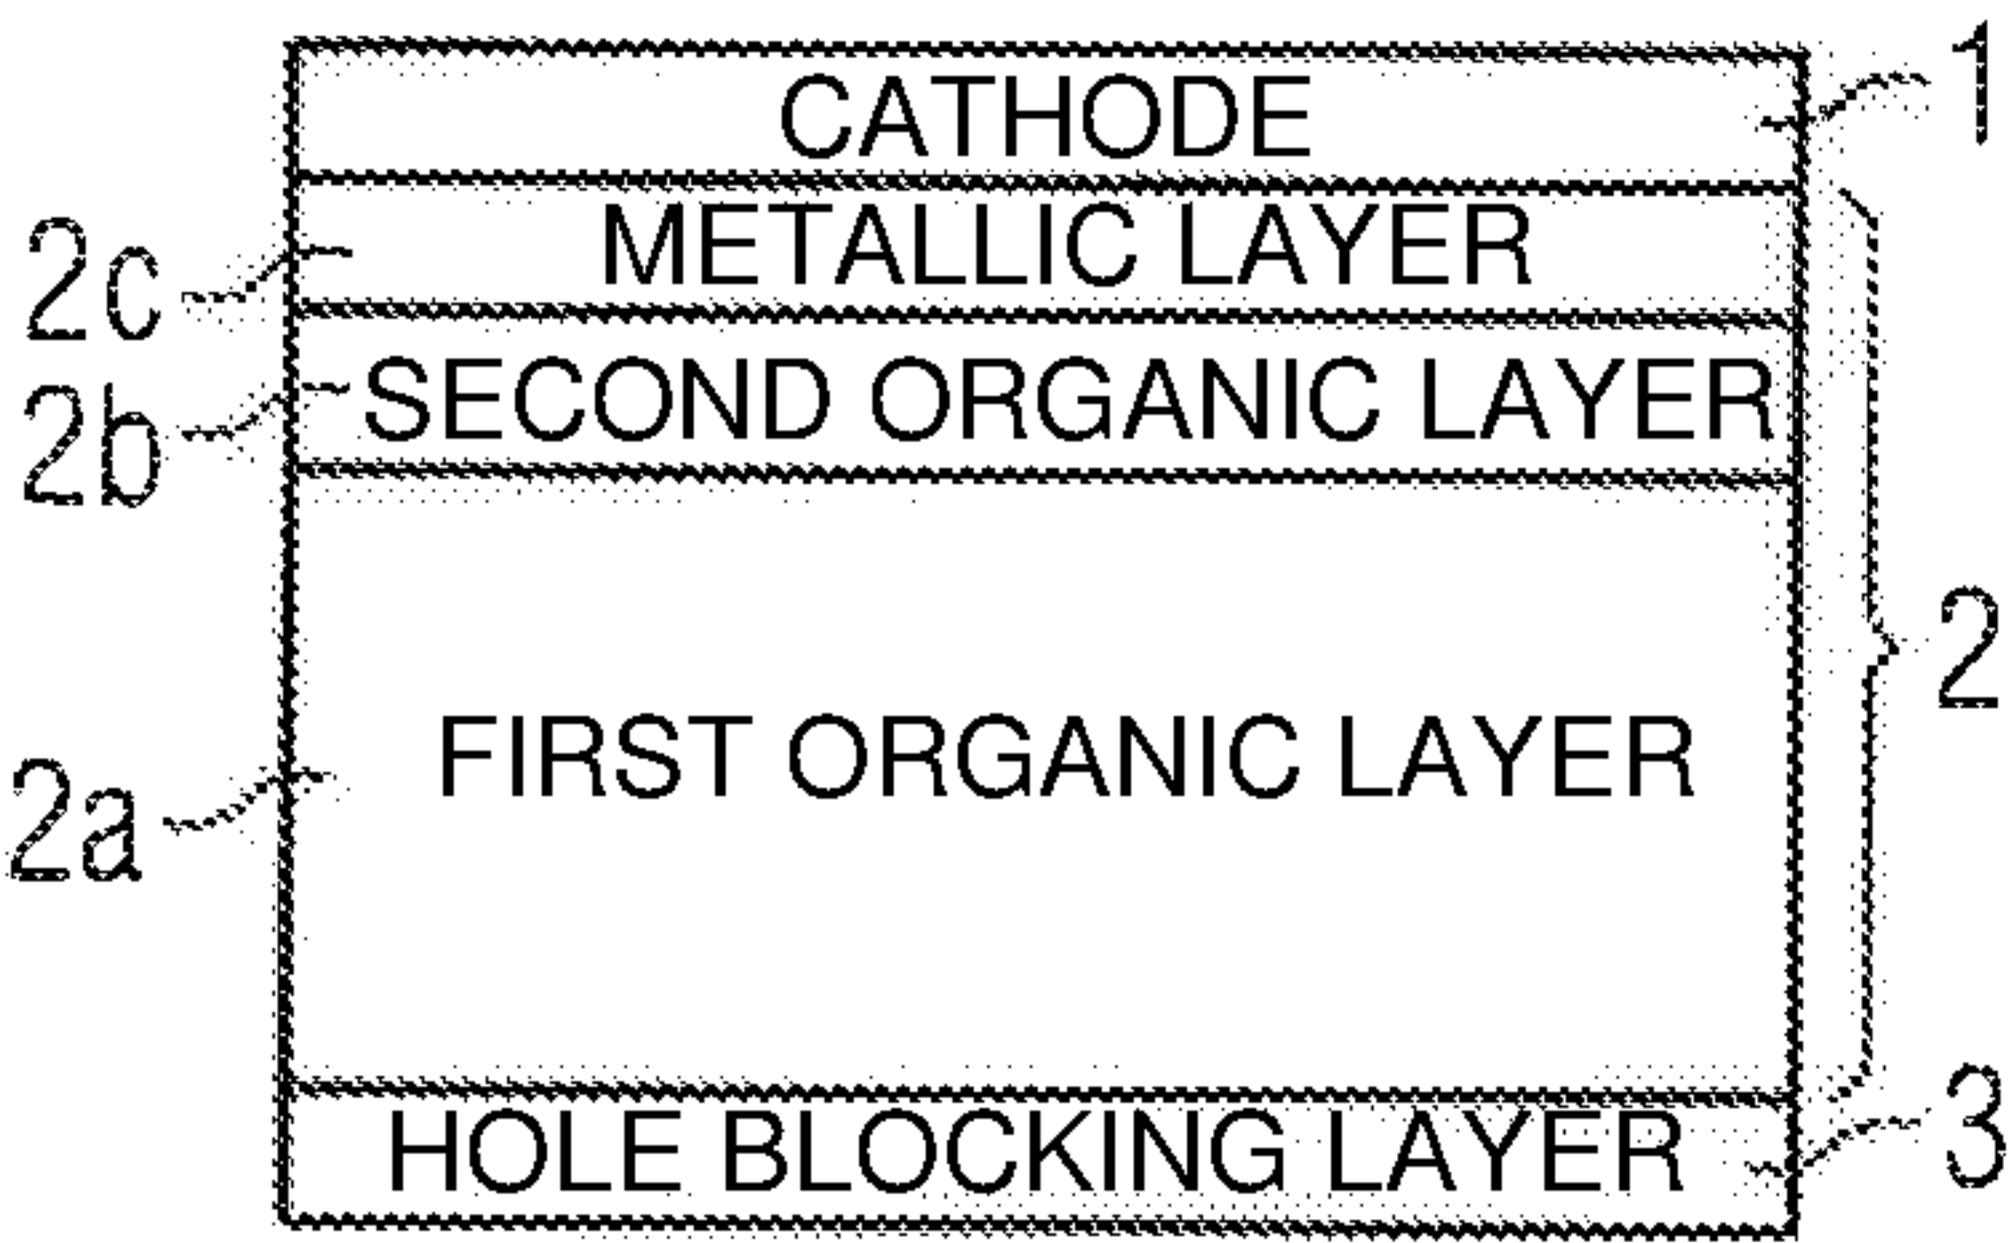 CATHODE
1
METALLIC LAYER
2c
SECOND ORGANIC LAYER
2b
2
FIRST ORGANIC LAYER
2a
HOLE BLOCKING LAYER
3